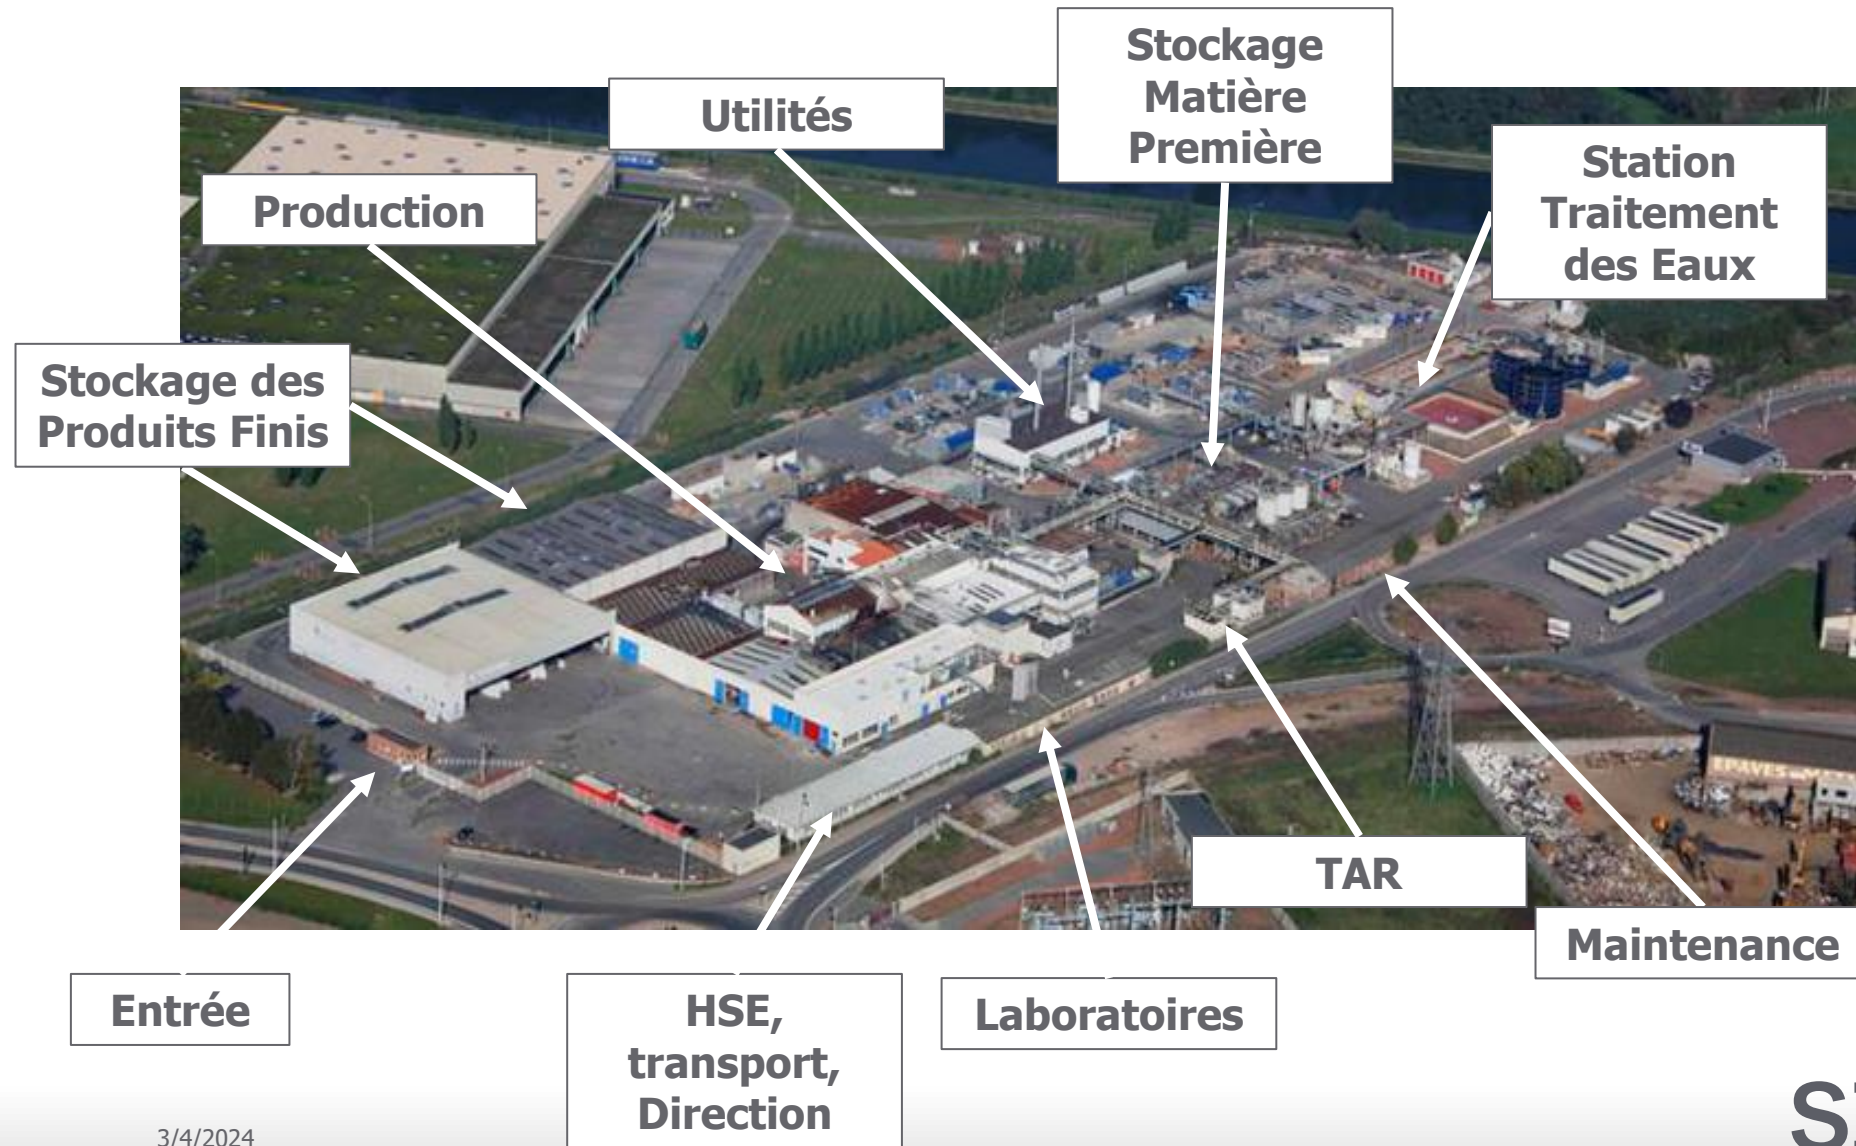 Stockage
Matière
Première
Utilités
Station
Traitement
des Eaux
Production
Stockage des
Produits Finis
TAR
Maintenance
Entrée
HSE,
transport,
Direction
Laboratoires
3/4/2024